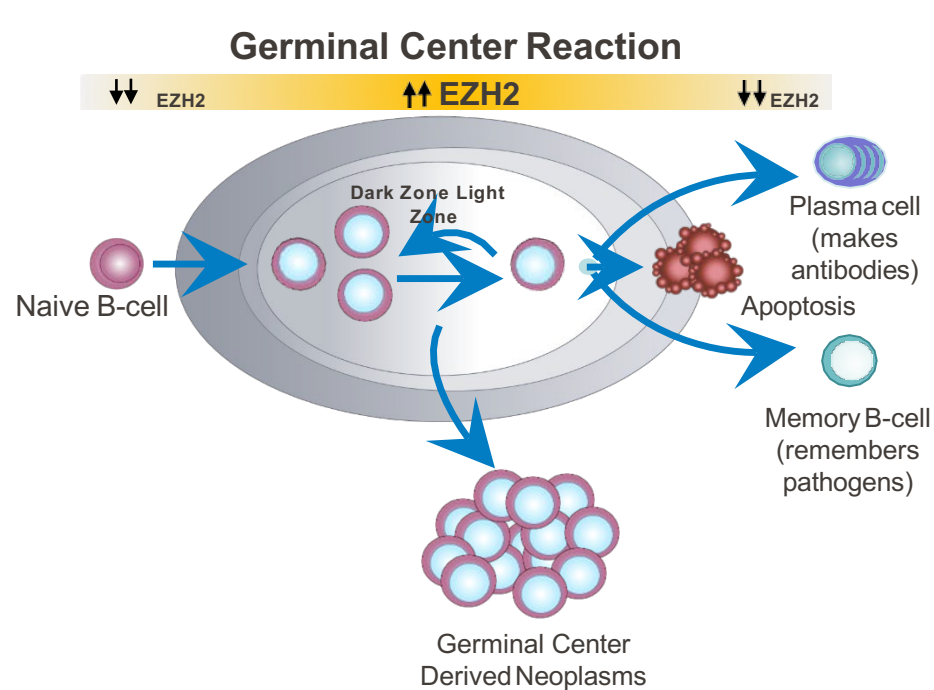 Germinal Center Reaction
EZH2
EZH2
EZH2
Dark Zone Light
Zone
Naive B-cell
Plasma cell
(makes
antibodies)
Apoptosis
Memory B-cell
(remembers
pathogens)
Germinal Center
Derived Neoplasms